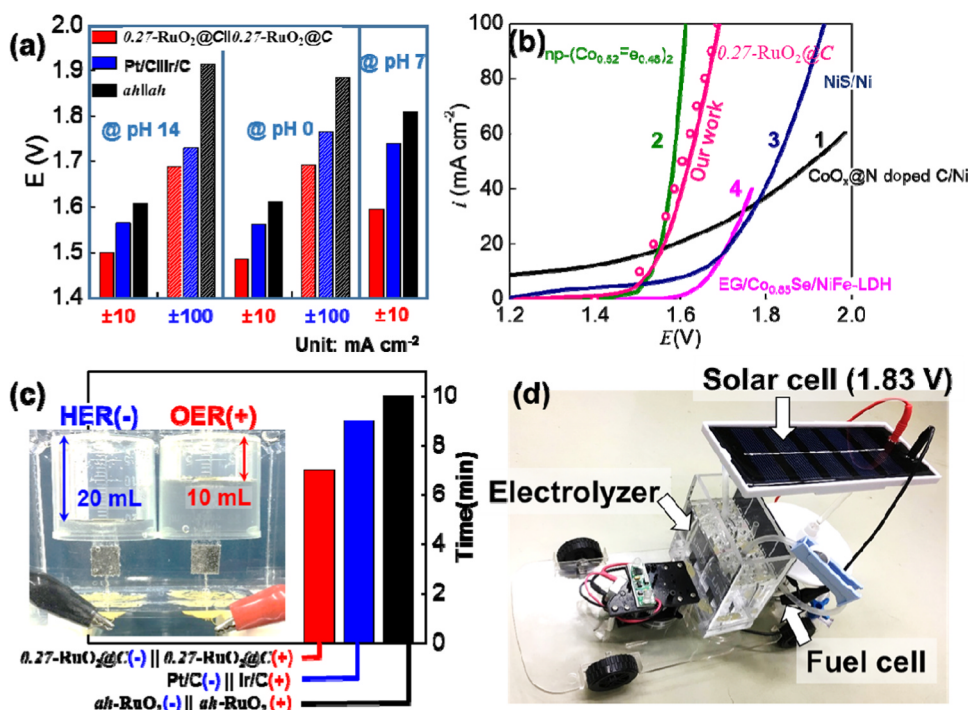 (a)
2.0
1.9
1.8
1.7
1.6
1.5
1.4
E (V)
0.27-RuO₂@C||0.27-RuO₂@C
Pt/C||Ir/C
ah||ah
@ pH 14
@ pH 0
@ pH 7
±10
±100
±10
±100
±10
Unit: mA cm⁻²
(b)
100
80
60
40
20
0
i (mA cm⁻²)
np-(Co₀.₅₂Fe₀.₄₈)₂
0.27-RuO₂@C
NiS/Ni
2
Our work
3
1
CoOₓ@N doped C/Ni
4
EG/Co₀.₈₅Se/NiFe-LDH
1.2
1.4
1.6
1.8
2.0
E(V)
(c)
HER(-)
OER(+)
20 mL
10 mL
10
8
6
4
2
0
Time(min)
0.27-RuO₂@C(-) || 0.27-RuO₂@C(+)
Pt/C(-) || Ir/C(+)
ah-RuO₂(-) || ah-RuO₂(+)
(d)
Solar cell (1.83 V)
Electrolyzer
Fuel cell